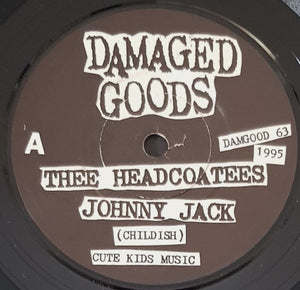 DAMAGED
GOODS
A
DAMGOOD 63
1995
THEE HEADCOATEES
JOHNNY JACK
(CHILDISH)
CUTE KIDS MUSIC